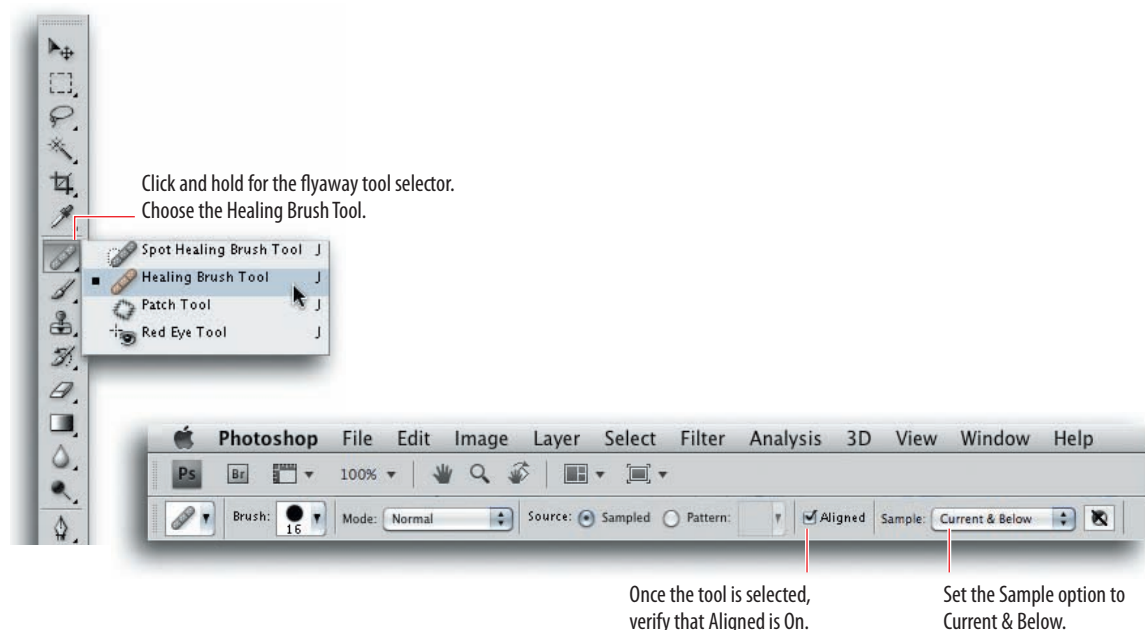 Click and hold for the flyaway tool selector.
Choose the Healing Brush Tool.
Spot Healing Brush Tool J
Healing Brush Tool J
Patch Tool J
Red Eye Tool J
Photoshop File Edit Image Layer Select Filter Analysis 3D View Window Help
Ps Br 100%
Brush: 16 Mode: Normal Source: Sampled Pattern: Aligned Sample: Current & Below
Once the tool is selected,
verify that Aligned is On.
Set the Sample option to
Current & Below.